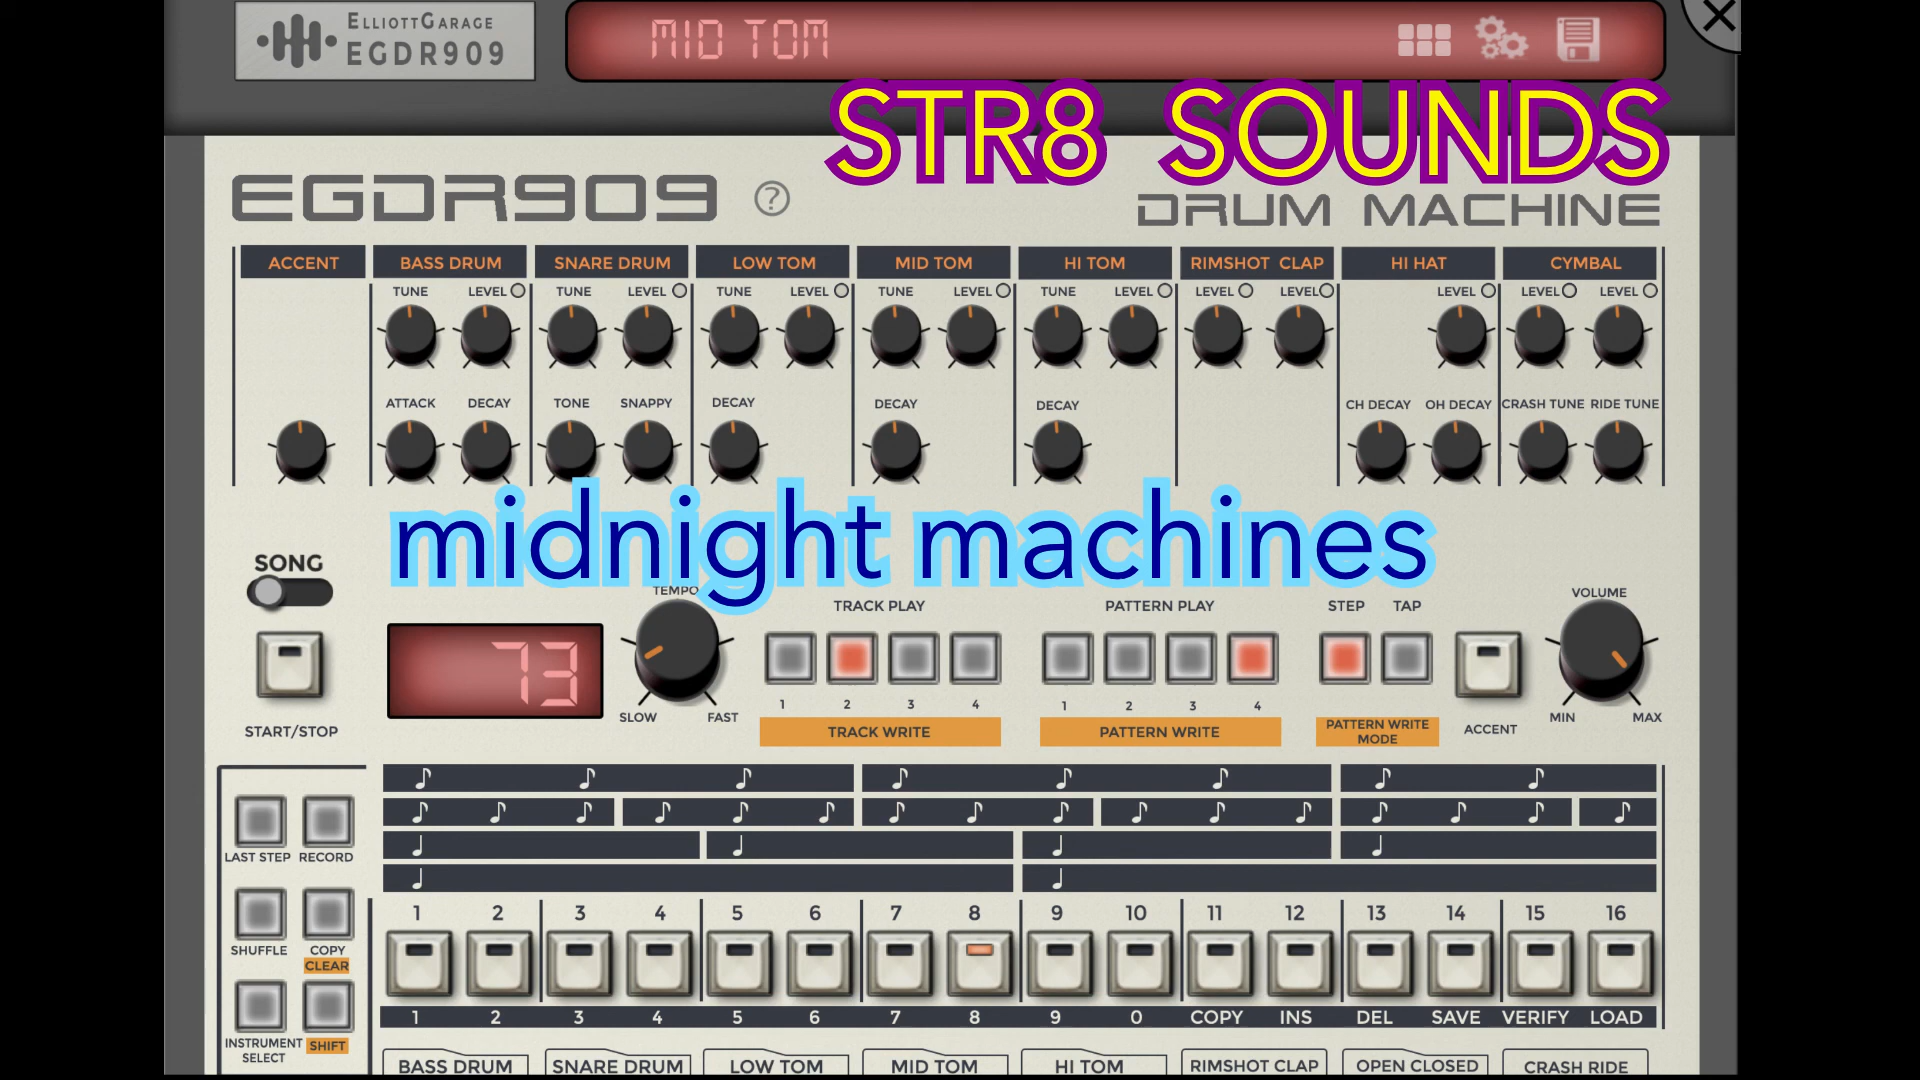 ELLIOTTGARAGE
EGDR909
MID TOM
STR8 SOUNDS
EGDR909 ? DRUM MACHINE
ACCENT BASS DRUM SNARE DRUM LOW TOM MID TOM HI TOM RIMSHOT CLAP HI HAT CYMBAL
TUNE LEVEL TUNE LEVEL TUNE LEVEL TUNE LEVEL TUNE LEVEL LEVEL LEVEL LEVEL LEVEL LEVEL
ATTACK DECAY TONE SNAPPY DECAY DECAY DECAY CH DECAY OH DECAY CRASH TUNE RIDE TUNE
midnight machines
SONG
TEMPO TRACK PLAY PATTERN PLAY STEP TAP VOLUME
73
1 2 3 4 1 2 3 4
SLOW FAST MIN MAX
START/STOP TRACK WRITE PATTERN WRITE PATTERN WRITE MODE ACCENT
LAST STEP RECORD
1 2 3 4 5 6 7 8 9 10 11 12 13 14 15 16
SHUFFLE COPY
CLEAR
1 2 3 4 5 6 7 8 9 0 COPY INS DEL SAVE VERIFY LOAD
INSTRUMENT SELECT SHIFT
BASS DRUM SNARE DRUM LOW TOM MID TOM HI TOM RIMSHOT CLAP OPEN CLOSED CRASH RIDE